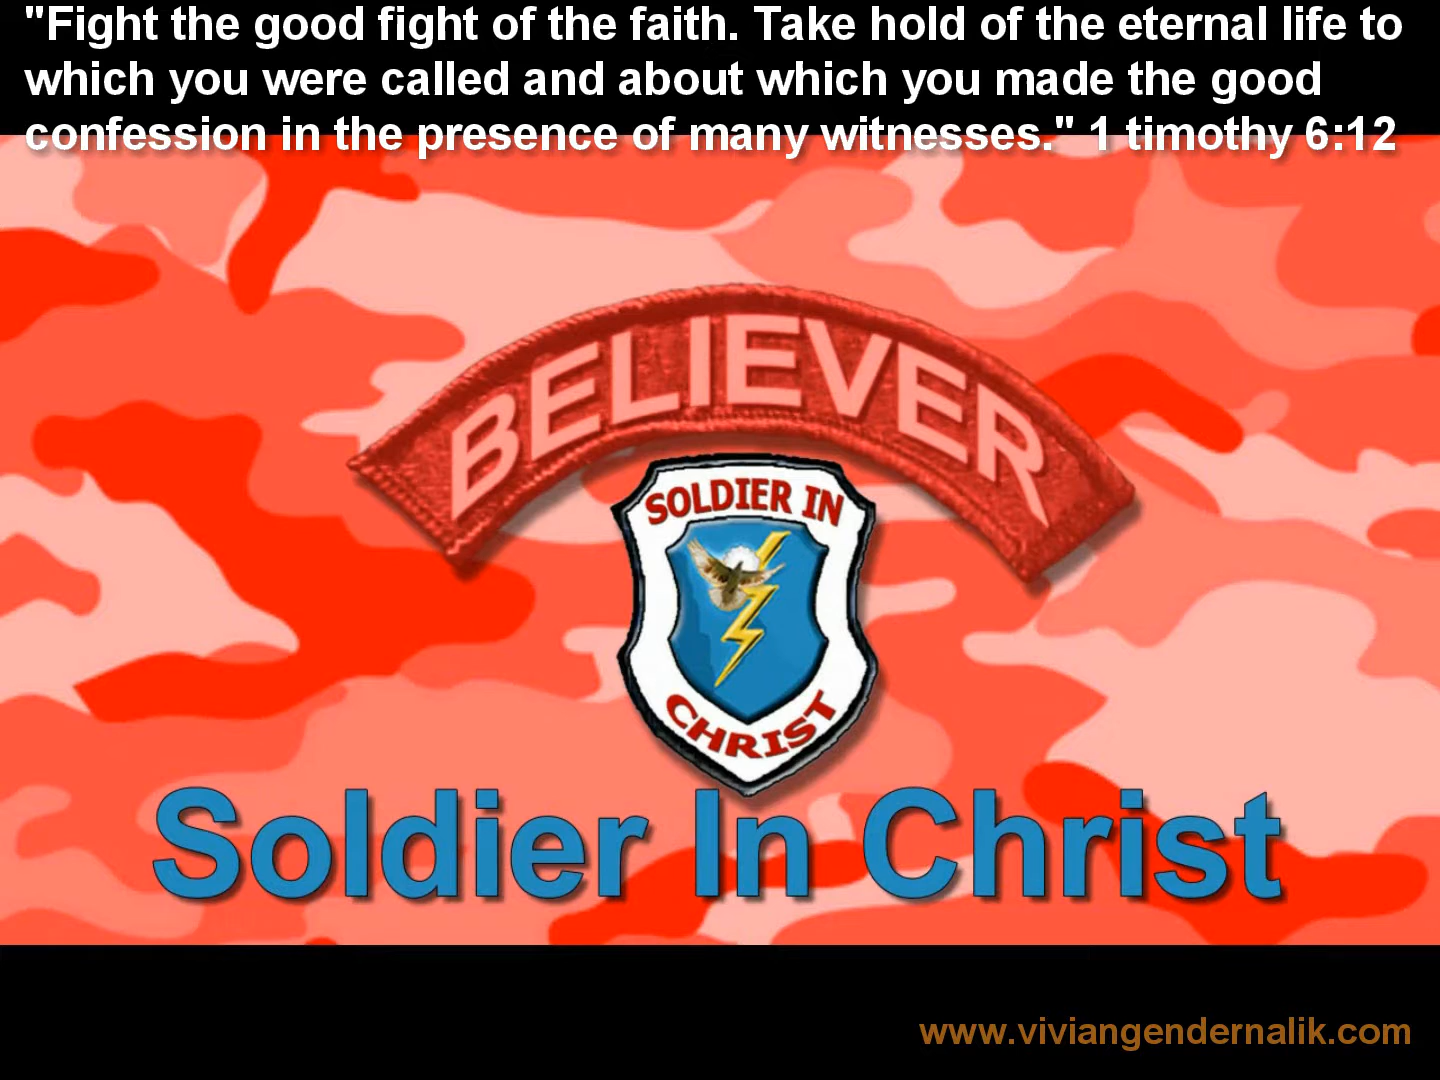 "Fight the good fight of the faith. Take hold of the eternal life to
which you were called and about which you made the good
confession in the presence of many witnesses." 1 timothy 6:12
BELIEVER
SOLDIER IN
CHRIST
Soldier In Christ
www.viviangendernalik.com